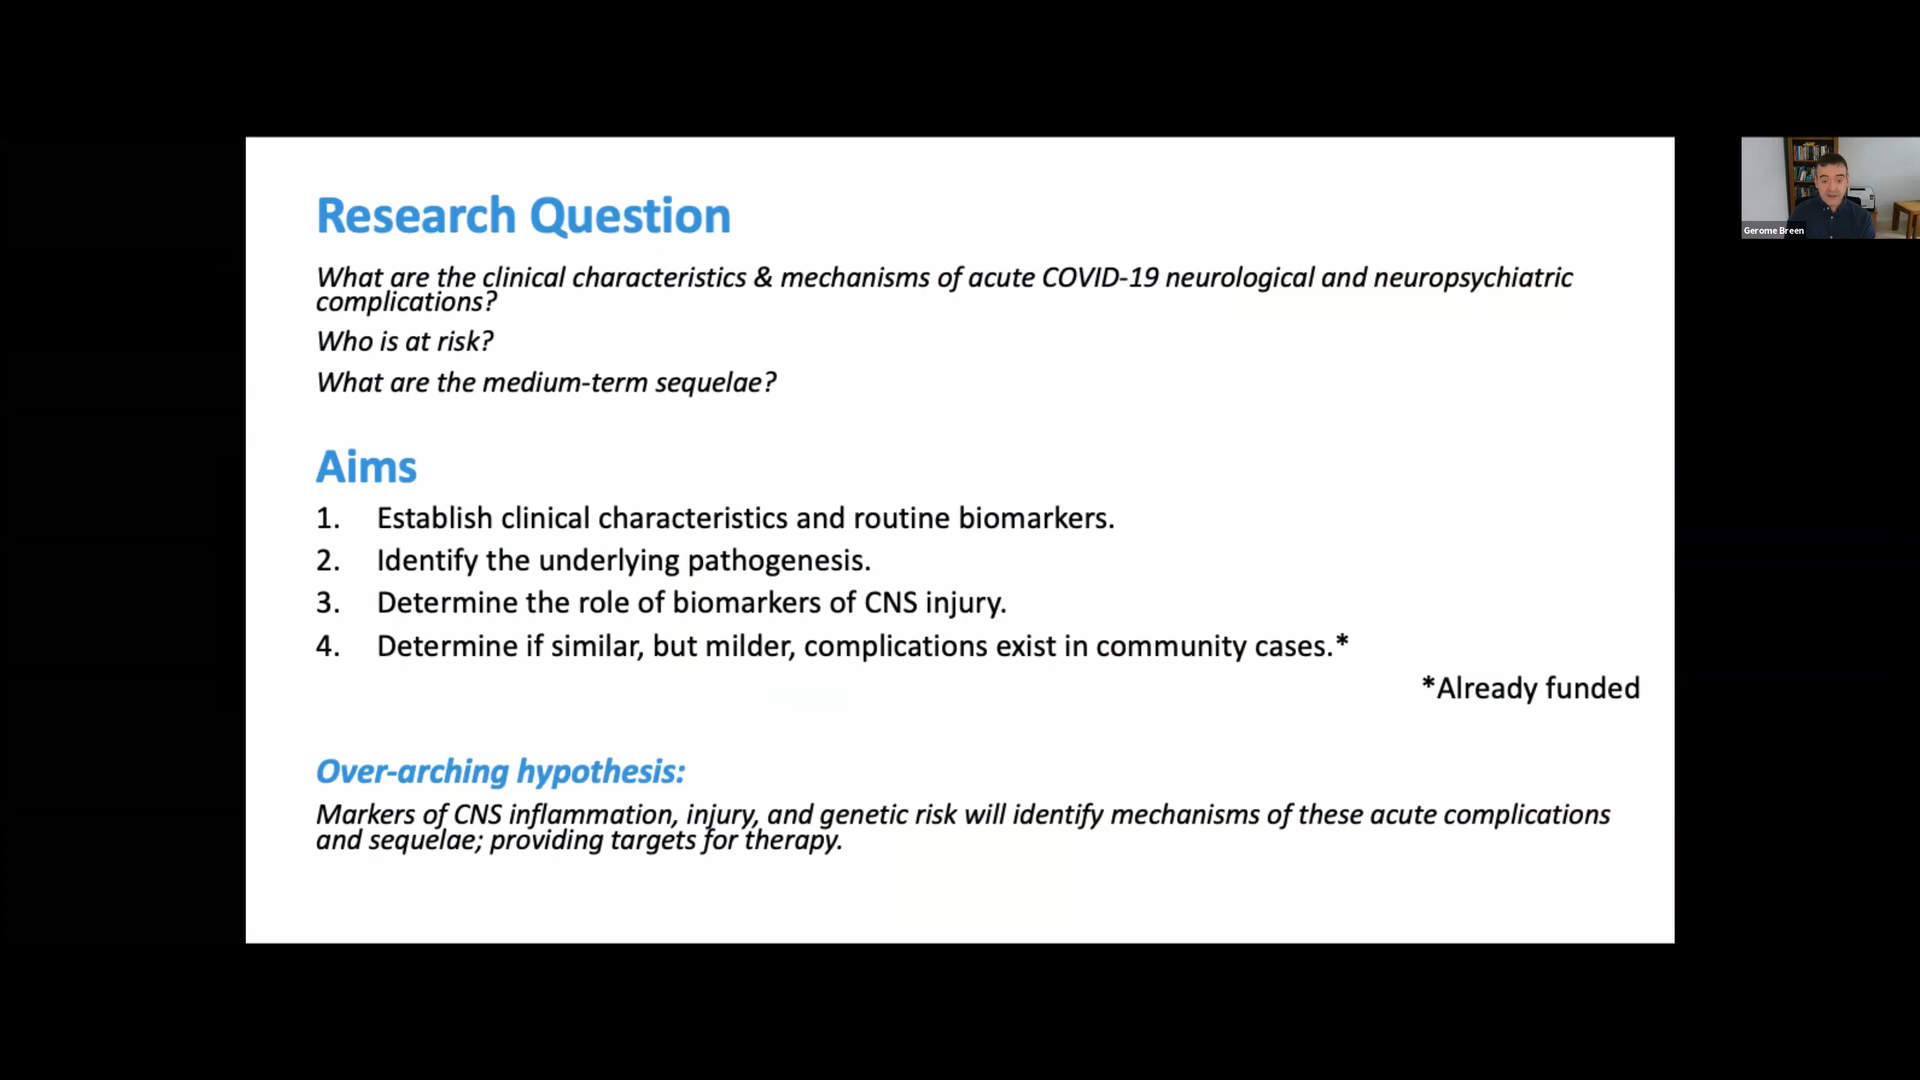 Research Question
What are the clinical characteristics & mechanisms of acute COVID-19 neurological and neuropsychiatric
complications?
Who is at risk?
What are the medium-term sequelae?
Aims
1. Establish clinical characteristics and routine biomarkers.
2. Identify the underlying pathogenesis.
3. Determine the role of biomarkers of CNS injury.
4. Determine if similar, but milder, complications exist in community cases.*
*Already funded
Over-arching hypothesis:
Markers of CNS inflammation, injury, and genetic risk will identify mechanisms of these acute complications
and sequelae; providing targets for therapy.
Gerome Breen